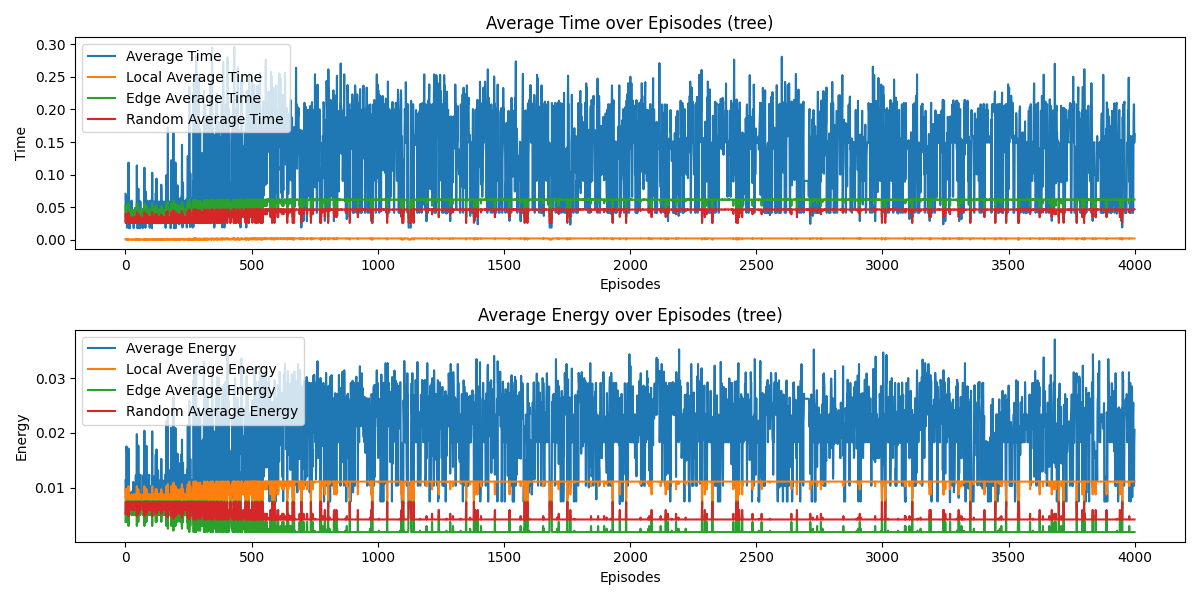 Average Time over Episodes (tree)
0.30
0.25
0.20
0.15
0.10
0.05
0.00
Time
Average Time
Local Average Time
Edge Average Time
Random Average Time
0 500 1000 1500 2000 2500 3000 3500 4000
Episodes
Average Energy over Episodes (tree)
0.03
0.02
0.01
Energy
Average Energy
Local Average Energy
Edge Average Energy
Random Average Energy
0 500 1000 1500 2000 2500 3000 3500 4000
Episodes